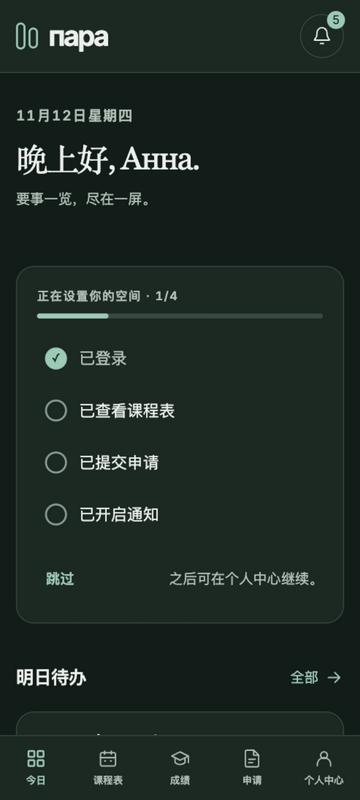 пара
5
11月12日星期四
晚上好, Анна.
要事一览，尽在一屏。
正在设置你的空间 · 1/4
已登录
已查看课程表
已提交申请
已开启通知
跳过
之后可在个人中心继续。
明日待办
全部 →
今日
课程表
成绩
申请
个人中心